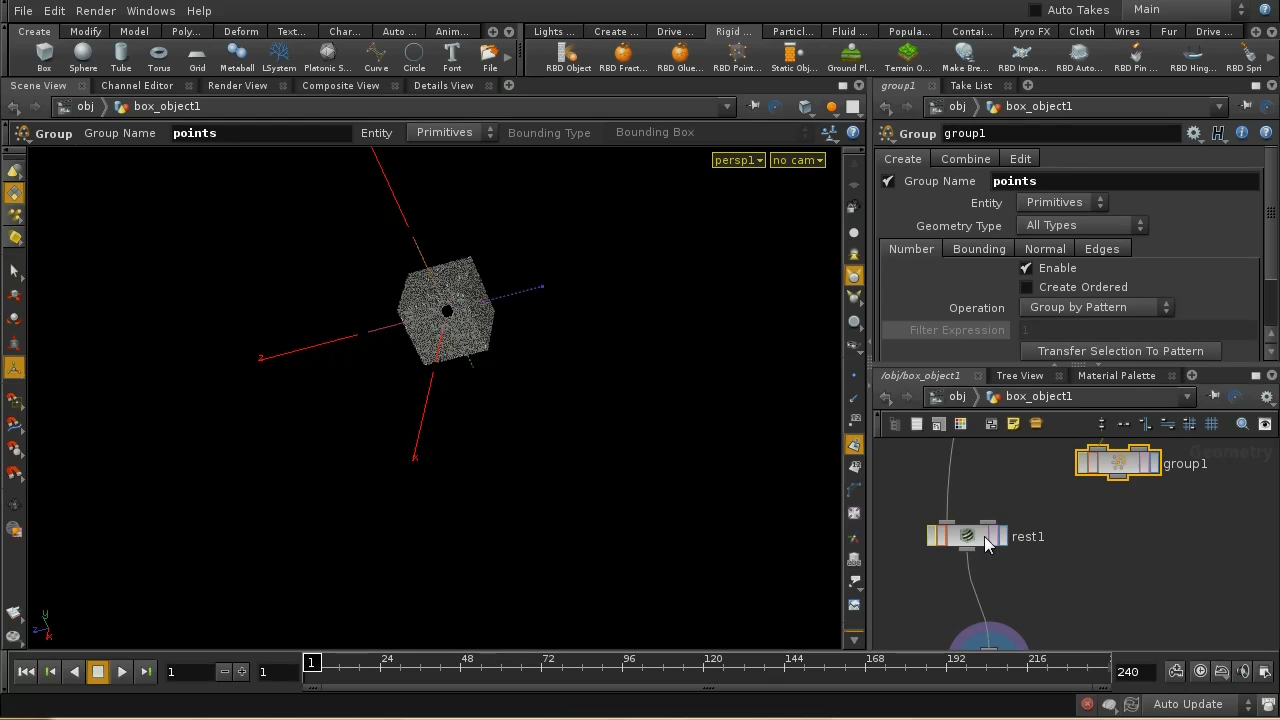 File Edit Render Windows Help Auto Takes Main
Create Modify Model Poly... Deform Text... Char... Auto ... Anim... Lights ... Create ... Drive ... Rigid ... Particl... Fluid ... Popula... Contai... Pyro FX Cloth Wires Fur Drive ...
Box Sphere Tube Torus Grid Metaball LSystem Platonic S... Curve Circle Font File RBD Object RBD Fract... RBD Glue... RBD Point... Static Obj... Ground Pl... Terrain O... Make Bre... RBD Impa... RBD Auto... RBD Pin ... RBD Hing... RBD Spri
Scene View Channel Editor Render View Composite View Details View group1 Take List
obj box_object1 obj box_object1
Group Group Name points Entity Primitives Bounding Type Bounding Box Group group1
persp1 no cam
Create Combine Edit
Group Name points
Entity Primitives
Geometry Type All Types
Number Bounding Normal Edges
Enable
Create Ordered
Operation Group by Pattern
Filter Expression 1
Transfer Selection To Pattern
/obj/box_object1 Tree View Material Palette
obj box_object1
Geometry
group1
rest1
1 1 1 24 48 72 96 120 144 168 192 216 240
Auto Update